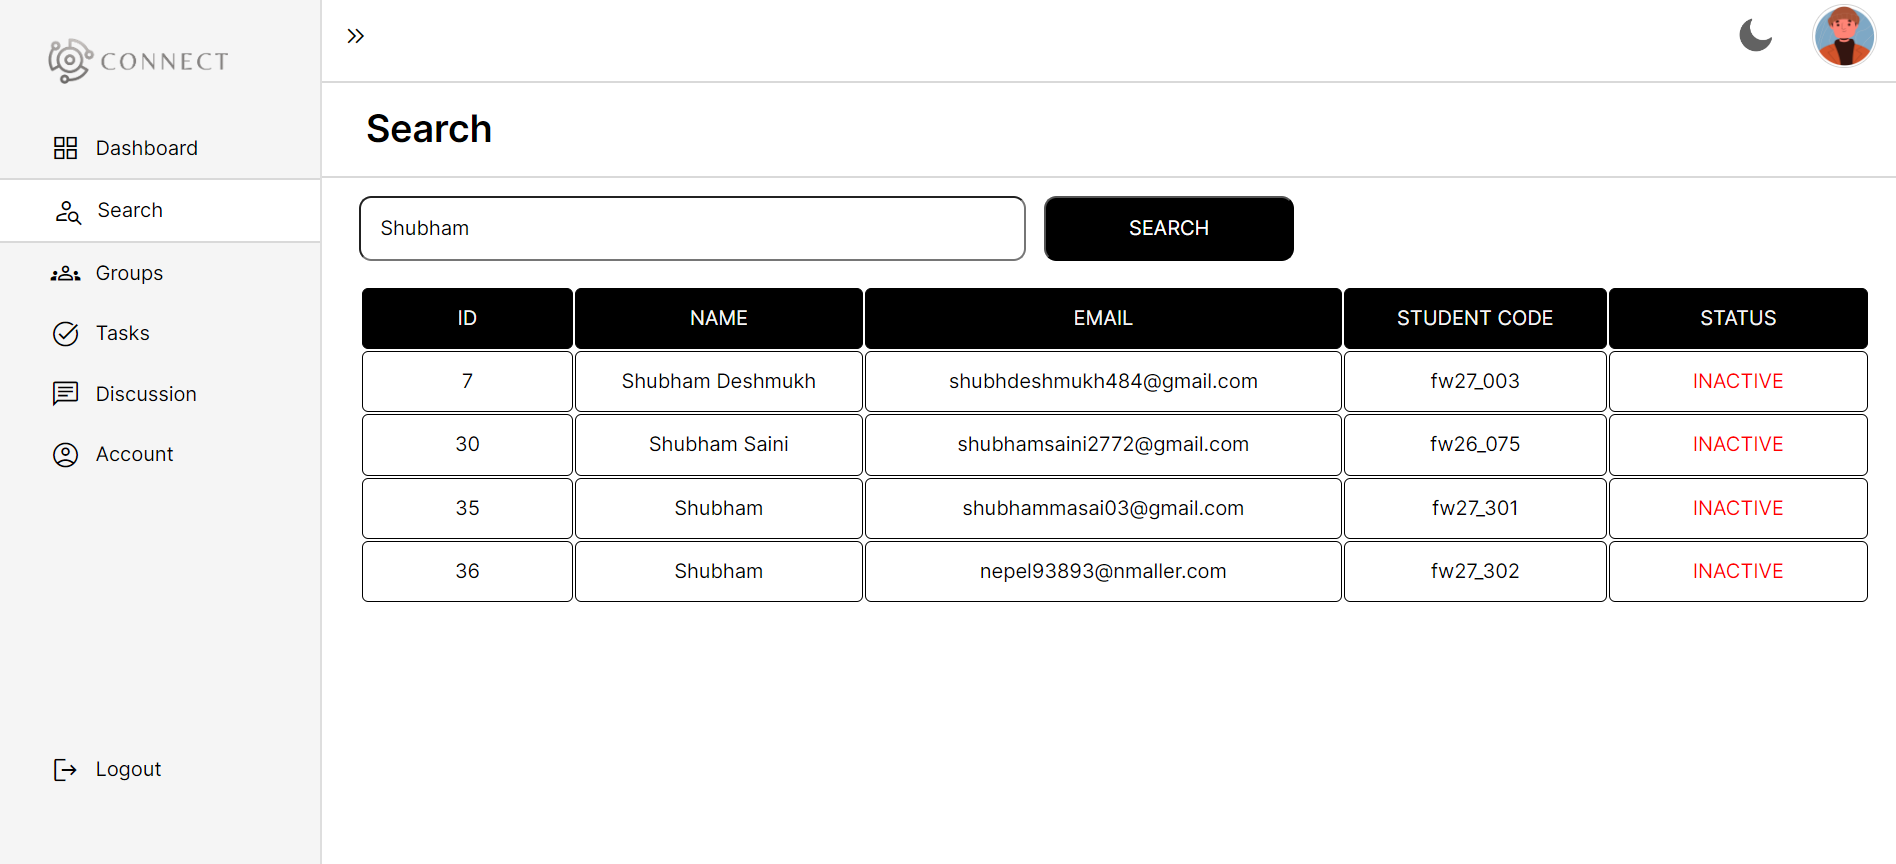 CONNECT
Dashboard
Search
Groups
Tasks
Discussion
Account
Logout
Search
Shubham SEARCH
ID NAME EMAIL STUDENT CODE STATUS
7 Shubham Deshmukh shubhdeshmukh484@gmail.com fw27_003 INACTIVE
30 Shubham Saini shubhamsaini2772@gmail.com fw26_075 INACTIVE
35 Shubham shubhammasai03@gmail.com fw27_301 INACTIVE
36 Shubham nepel93893@nmaller.com fw27_302 INACTIVE